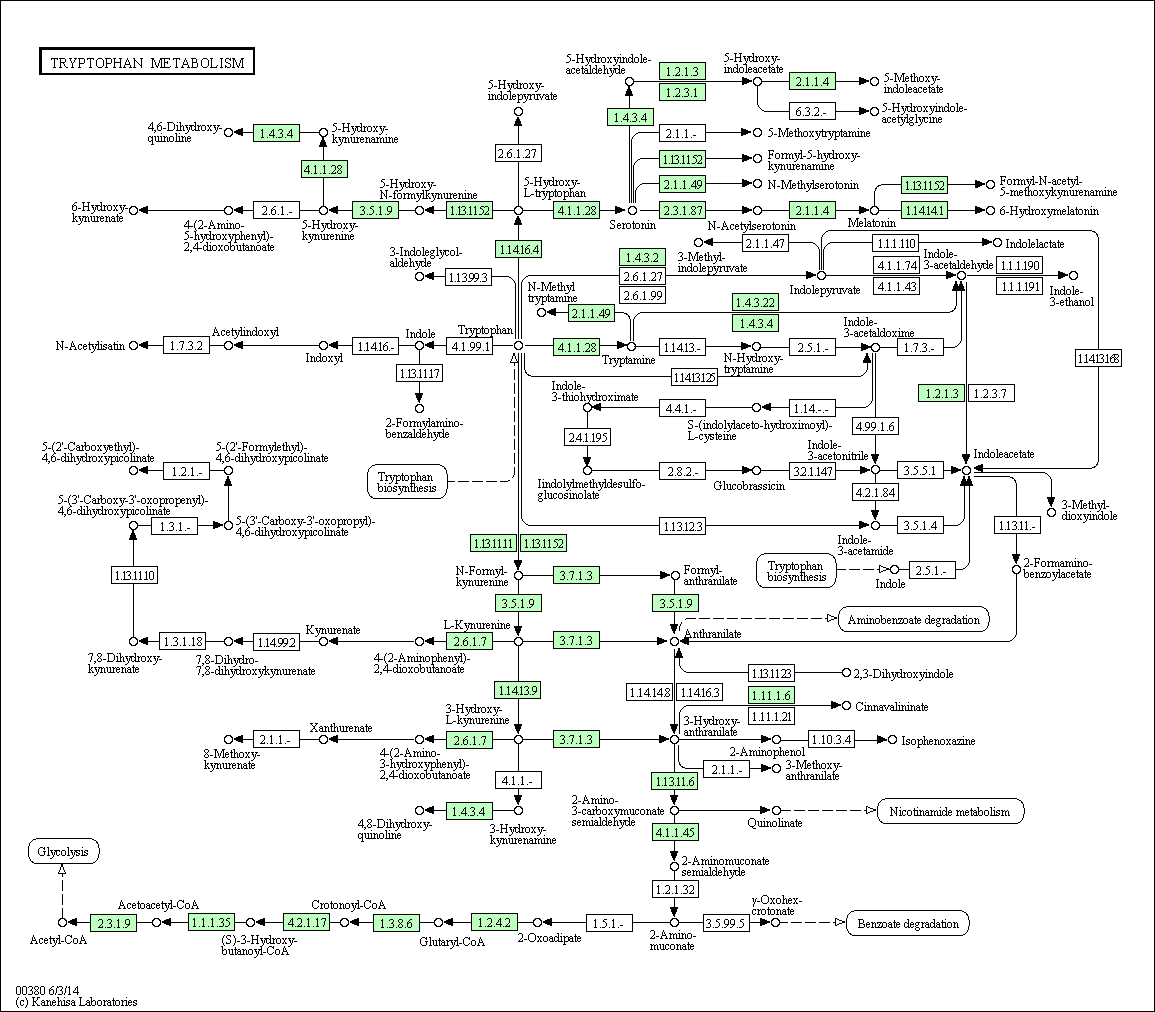 TRYPTOPHAN METABOLISM
5-Hydroxyindole-
acetaldehyde
1.2.1.3
1.2.3.1
5-Hydroxy-
indoleacetate
2.1.1.4
5-Methoxy-
indoleacetate
6.3.2.-
5-Hydroxyindole-
acetylglycine
5-Hydroxy-
indolepyruvate
1.4.3.4
4,6-Dihydroxy-
quinoline
1.4.3.4
5-Hydroxy-
kynurenamine
2.1.1.-
5-Methoxytryptamine
2.6.1.27
1.13.11.52
Formyl-5-hydroxy-
kynurenamine
4.1.1.28
5-Hydroxy-
N-formylkynurenine
5-Hydroxy-
L-tryptophan
2.1.1.49
N-Methylserotonin
1.13.11.52
Formyl-N-acetyl-
5-methoxykynurenamine
6-Hydroxy-
kynurenate
2.6.1.-
3.5.1.9
1.13.11.52
4.1.1.28
2.3.1.87
2.1.1.4
1.14.14.1
6-Hydroxymelatonin
4-(2-Amino-
5-hydroxyphenyl)-
2,4-dioxobutanoate
5-Hydroxy-
kynurenine
Serotonin
N-Acetylserotonin
Melatonin
1.14.16.4
2.1.1.47
1.1.1.110
Indolelactate
3-Indoleglycol-
aldehyde
1.4.3.2
3-Methyl-
indolepyruvate
Indole-
3-acetaldehyde
1.13.99.3
2.6.1.27
2.6.1.99
Indolepyruvate
4.1.1.74
4.1.1.43
1.1.1.190
1.1.1.191
Indole-
3-ethanol
N-Methyl
tryptamine
2.1.1.49
1.4.3.22
1.4.3.4
Indole-
3-acetaldoxime
N-Acetylisatin
1.7.3.2
Acetylindoxyl
Indoxyl
1.14.16.-
Indole
4.1.99.1
Tryptophan
4.1.1.28
Tryptamine
1.14.13.-
N-Hydroxy-
tryptamine
2.5.1.-
1.7.3.-
1.14.13.168
1.13.11.17
1.14.13.125
2-Formylamino-
benzaldehyde
Indole-
3-thiohydroximate
4.4.1.-
1.14.-.-
S-(indolylaceto-hydroximoyl)-
L-cysteine
1.2.1.3
1.2.3.7
2.4.1.195
4.99.1.6
5-(2'-Carboxyethyl)-
4,6-dihydroxypicolinate
5-(2'-Formylethyl)-
4,6-dihydroxypicolinate
1.2.1.-
Tryptophan
biosynthesis
Iindolylmethyldesulfo-
glucosinolate
2.8.2.-
Glucobrassicin
3.2.1.147
Indole-
3-acetonitrile
3.5.5.1
Indoleacetate
4.2.1.84
3-Methyl-
dioxyindole
5-(3'-Carboxy-3'-oxopropenyl)-
4,6-dihydroxypicolinate
1.3.1.-
5-(3'-Carboxy-3'-oxopropyl)-
4,6-dihydroxypicolinate
1.13.12.3
3.5.1.4
1.13.11.-
Indole-
3-acetamide
1.13.11.11
1.13.11.52
Tryptophan
biosynthesis
Indole
2.5.1.-
2-Formamino-
benzoylacetate
1.13.1.10
N-Formyl-
kynurenine
3.7.1.3
Formyl-
anthranilate
3.5.1.9
3.5.1.9
Aminobenzoate degradation
7,8-Dihydroxy-
kynurenate
1.3.1.18
7,8-Dihydro-
7,8-dihydroxykynurenate
1.14.99.2
Kynurenate
4-(2-Aminophenyl)-
2,4-dioxobutanoate
2.6.1.7
L-Kynurenine
3.7.1.3
Anthranilate
1.13.11.23
2,3-Dihydroxyindole
1.14.13.9
1.14.14.8
1.14.16.3
1.11.1.6
1.11.1.21
Cinnavalininate
8-Methoxy-
kynurenate
2.1.1.-
Xanthurenate
4-(2-Amino-
3-hydroxyphenyl)-
2,4-dioxobutanoate
2.6.1.7
3-Hydroxy-
L-kynurenine
3.7.1.3
3-Hydroxy-
anthranilate
2-Aminophenol
1.10.3.4
Isophenoxazine
2.1.1.-
3-Methoxy-
anthranilate
4.1.1.-
1.13.11.6
4,8-Dihydroxy-
quinoline
1.4.3.4
3-Hydroxy-
kynurenamine
2-Amino-
3-carboxymuconate
semialdehyde
Quinolinate
Nicotinamide metabolism
4.1.1.45
Glycolysis
2-Aminomuconate
semialdehyde
1.2.1.32
Acetyl-CoA
2.3.1.9
Acetoacetyl-CoA
1.1.1.35
(S)-3-Hydroxy-
butanoyl-CoA
4.2.1.17
Crotonoyl-CoA
1.3.8.6
Glutaryl-CoA
1.2.4.2
2-Oxoadipate
1.5.1.-
2-Amino-
muconate
3.5.99.5
γ-Oxohex-
crotonate
Benzoate degradation
00380 6/3/14
(c) Kanehisa Laboratories